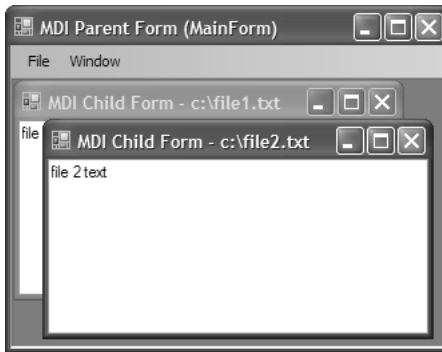 MDI Parent Form (MainForm)
File Window
MDI Child Form - c:\file1.txt
file
MDI Child Form - c:\file2.txt
file 2 text